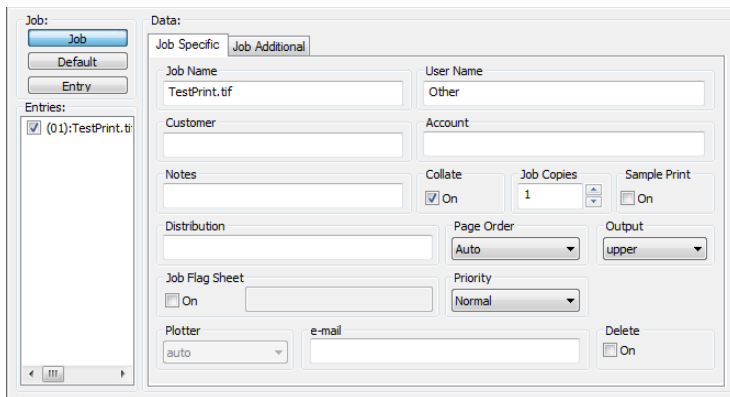 Job:
Job
Default
Entry
Entries:
(01):TestPrint.ti
Data:
Job Specific Job Additional
Job Name User Name
TestPrint.tif Other
Customer Account
Notes Collate Job Copies Sample Print
On 1 On
Distribution Page Order Output
Auto upper
Job Flag Sheet Priority
On Normal
Plotter e-mail Delete
auto On